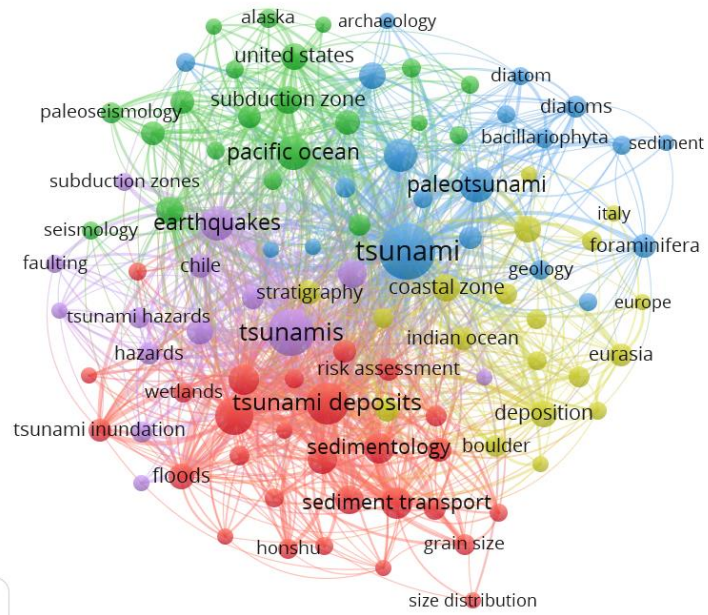 alaska
archaeology
united states
diatom
subduction zone
diatoms
paleoseismology
bacillariophyta
sediment
pacific ocean
subduction zones
paleotsunami
italy
earthquakes
seismology
tsunami
foraminifera
faulting
chile
geology
stratigraphy
coastal zone
europe
tsunami hazards
tsunamis
indian ocean
hazards
eurasia
risk assessment
wetlands
tsunami deposits
deposition
tsunami inundation
sedimentology
boulder
floods
sediment transport
honshu
grain size
size distribution